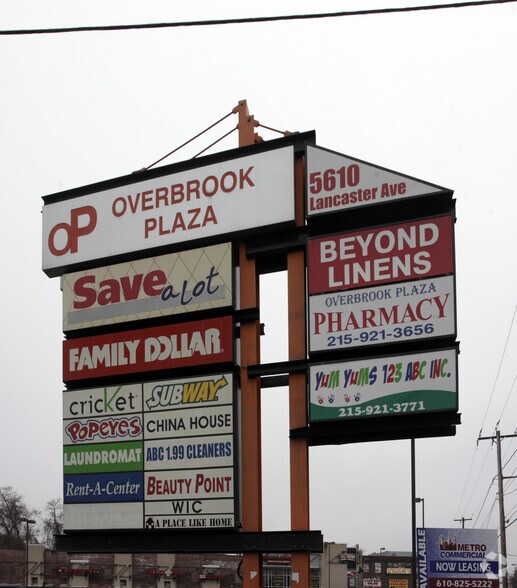 OP OVERBROOK
PLAZA
5610
Lancaster Ave
Save a lot
FAMILY DOLLAR
cricket
Popeyes
LAUNDROMAT
Rent-A-Center
SUBWAY
CHINA HOUSE
ABC 1.99 CLEANERS
BEAUTY POINT
WIC
A PLACE LIKE HOME
BEYOND
LINENS
OVERBROOK PLAZA
PHARMACY
215-921-3656
YUM YUMS 123 ABC INC.
215-921-3771
AVAILABLE
METRO
COMMERCIAL
NOW LEASING
610-825-5222